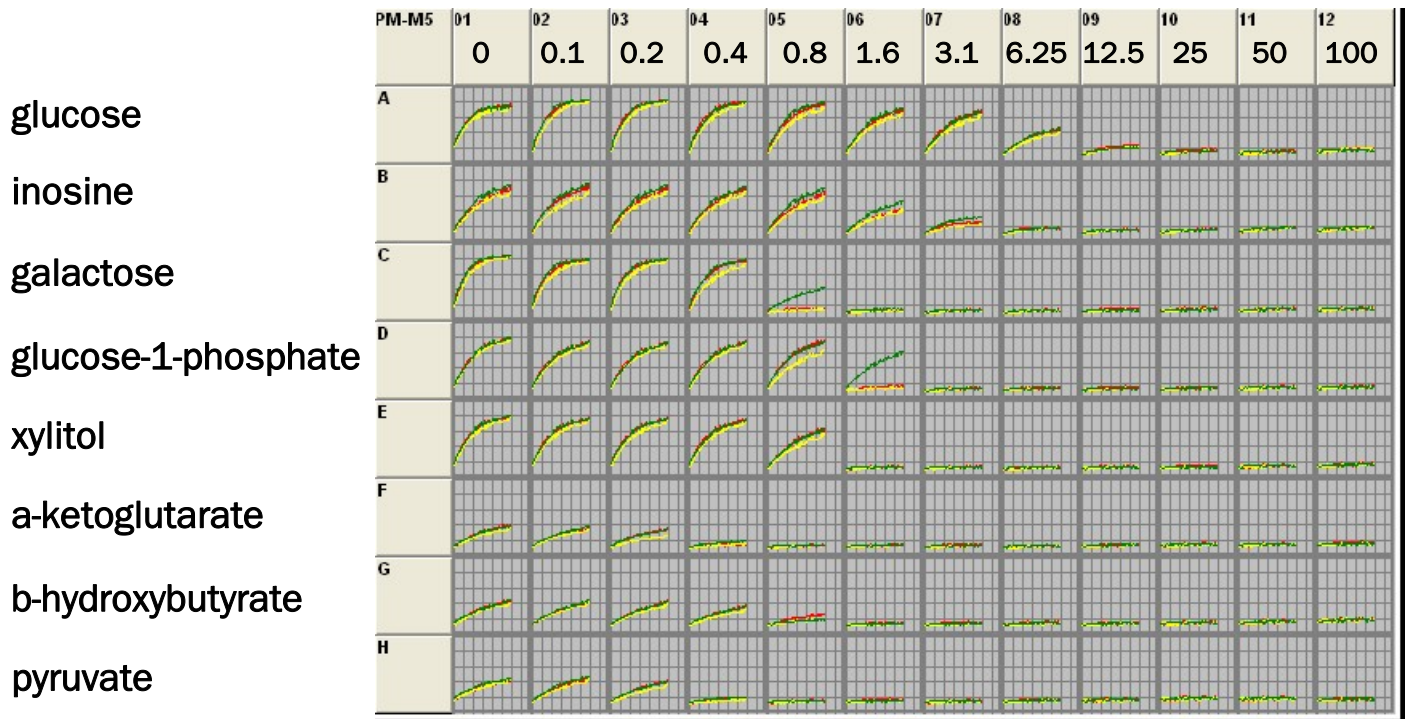 PM-M5 01 02 03 04 05 06 07 08 09 10 11 12
0 0.1 0.2 0.4 0.8 1.6 3.1 6.25 12.5 25 50 100
glucose A
inosine B
galactose C
glucose-1-phosphate D
xylitol E
a-ketoglutarate F
b-hydroxybutyrate G
pyruvate H